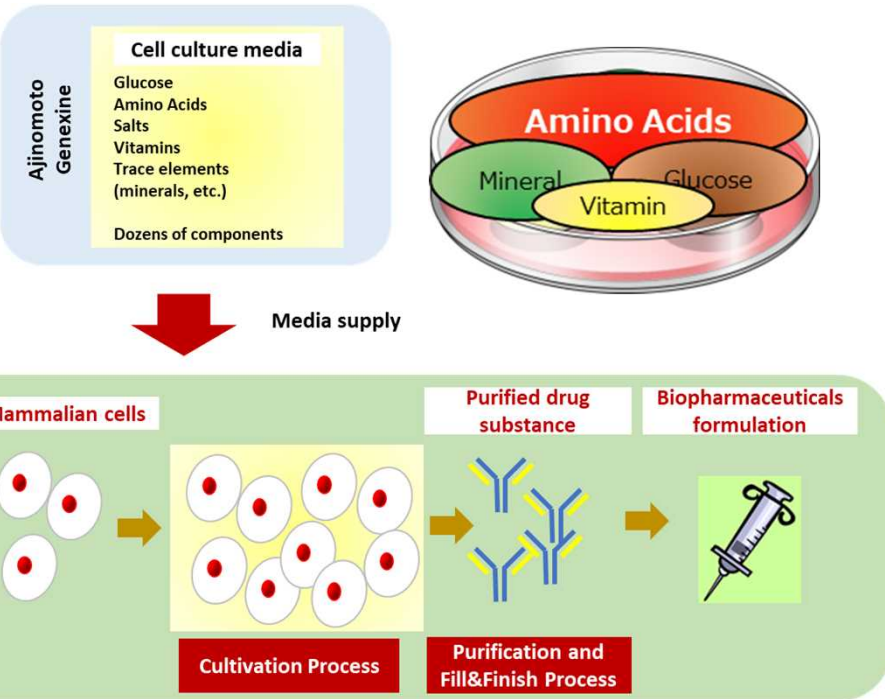 Ajinomoto
Genexine
Cell culture media
Glucose
Amino Acids
Salts
Vitamins
Trace elements
(minerals, etc.)
Dozens of components
Amino Acids
Mineral
Glucose
Vitamin
Media supply
cells
Purified drug
substance
Biopharmaceuticals
formulation
Cultivation Process
Purification and
Fill&Finish Process